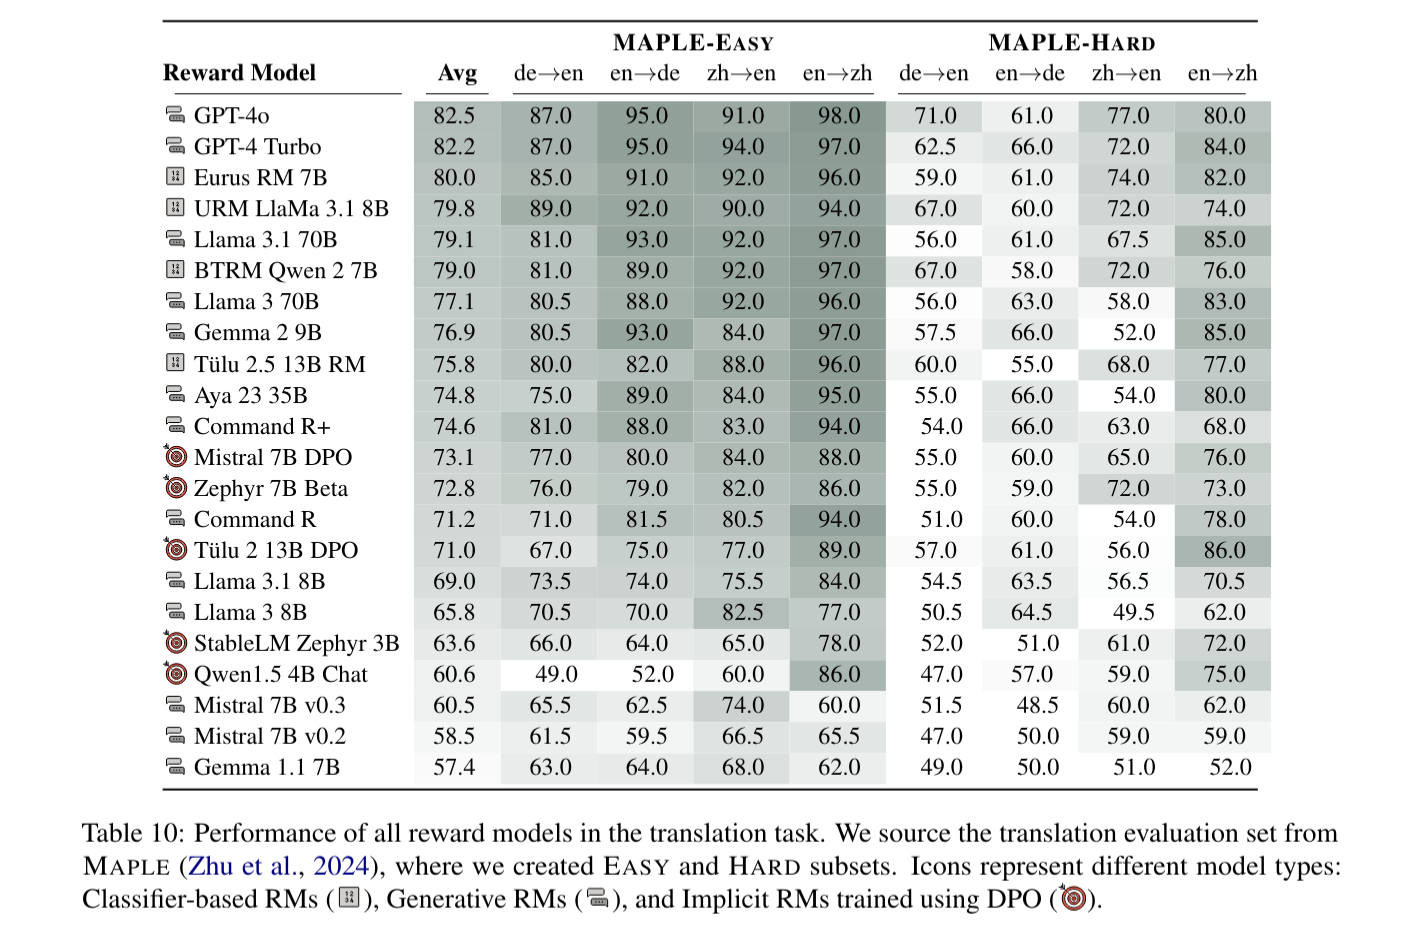 MAPLE-EASY MAPLE-HARD
Reward Model Avg de→en en→de zh→en en→zh de→en en→de zh→en en→zh
GPT-4o 82.5 87.0 95.0 91.0 98.0 71.0 61.0 77.0 80.0
GPT-4 Turbo 82.2 87.0 95.0 94.0 97.0 62.5 66.0 72.0 84.0
Eurus RM 7B 80.0 85.0 91.0 92.0 96.0 59.0 61.0 74.0 82.0
URM LlaMa 3.1 8B 79.8 89.0 92.0 90.0 94.0 67.0 60.0 72.0 74.0
Llama 3.1 70B 79.1 81.0 93.0 92.0 97.0 56.0 61.0 67.5 85.0
BTRM Qwen 2 7B 79.0 81.0 89.0 92.0 97.0 67.0 58.0 72.0 76.0
Llama 3 70B 77.1 80.5 88.0 92.0 96.0 56.0 63.0 58.0 83.0
Gemma 2 9B 76.9 80.5 93.0 84.0 97.0 57.5 66.0 52.0 85.0
Tülu 2.5 13B RM 75.8 80.0 82.0 88.0 96.0 60.0 55.0 68.0 77.0
Aya 23 35B 74.8 75.0 89.0 84.0 95.0 55.0 66.0 54.0 80.0
Command R+ 74.6 81.0 88.0 83.0 94.0 54.0 66.0 63.0 68.0
Mistral 7B DPO 73.1 77.0 80.0 84.0 88.0 55.0 60.0 65.0 76.0
Zephyr 7B Beta 72.8 76.0 79.0 82.0 86.0 55.0 59.0 72.0 73.0
Command R 71.2 71.0 81.5 80.5 94.0 51.0 60.0 54.0 78.0
Tülu 2 13B DPO 71.0 67.0 75.0 77.0 89.0 57.0 61.0 56.0 86.0
Llama 3.1 8B 69.0 73.5 74.0 75.5 84.0 54.5 63.5 56.5 70.5
Llama 3 8B 65.8 70.5 70.0 82.5 77.0 50.5 64.5 49.5 62.0
StableLM Zephyr 3B 63.6 66.0 64.0 65.0 78.0 52.0 51.0 61.0 72.0
Qwen1.5 4B Chat 60.6 49.0 52.0 60.0 86.0 47.0 57.0 59.0 75.0
Mistral 7B v0.3 60.5 65.5 62.5 74.0 60.0 51.5 48.5 60.0 62.0
Mistral 7B v0.2 58.5 61.5 59.5 66.5 65.5 47.0 50.0 59.0 59.0
Gemma 1.1 7B 57.4 63.0 64.0 68.0 62.0 49.0 50.0 51.0 52.0
Table 10: Performance of all reward models in the translation task. We source the translation evaluation set from
MAPLE (Zhu et al., 2024), where we created EASY and HARD subsets. Icons represent different model types:
Classifier-based RMs ( ), Generative RMs ( ), and Implicit RMs trained using DPO ( ).